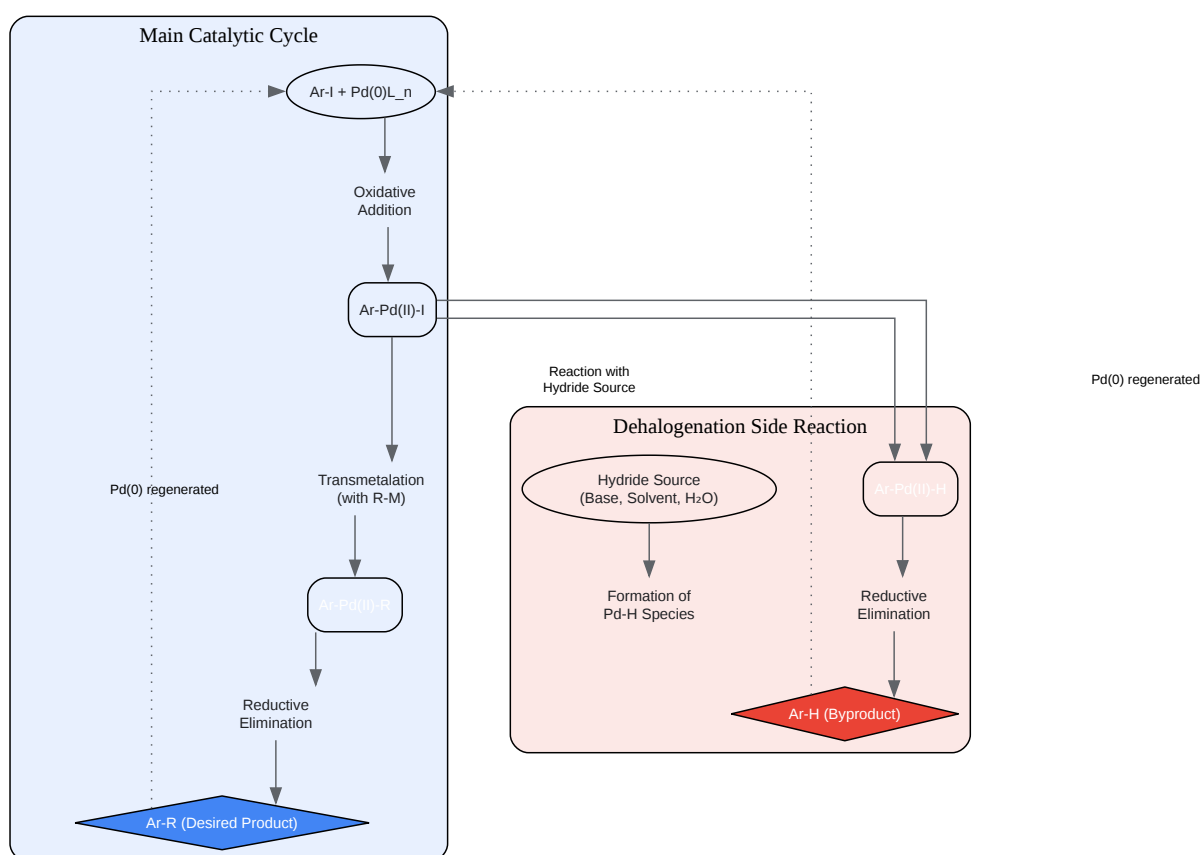 Main Catalytic Cycle
Ar-I + Pd(0)L_n
Oxidative
Addition
Ar-Pd(II)-I
Transmetalation
(with R-M)
Pd(0) regenerated
Ar-Pd(II)-R
Reductive
Elimination
Ar-R (Desired Product)
Reaction with
Hydride Source
Pd(0) regenerated
Dehalogenation Side Reaction
Hydride Source
(Base, Solvent, H₂O)
Formation of
Pd-H Species
Ar-Pd(II)-H
Reductive
Elimination
Ar-H (Byproduct)